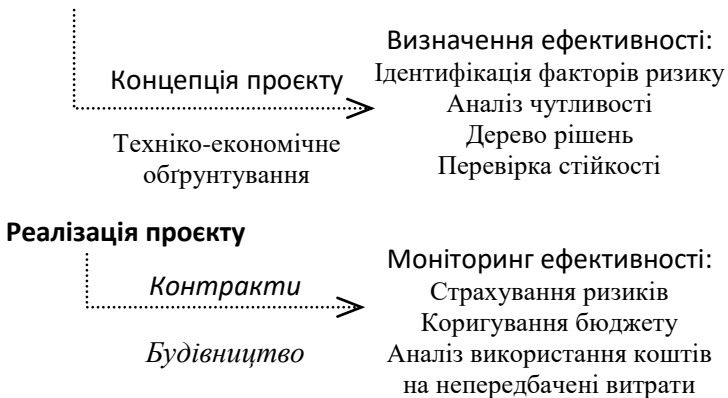 Концепція проєкту
Техніко-економічне
обґрунтування
Визначення ефективності:
Ідентифікація факторів ризику
Аналіз чутливості
Дерево рішень
Перевірка стійкості
Реалізація проєкту
Контракти
Будівництво
Моніторинг ефективності:
Страхування ризиків
Коригування бюджету
Аналіз використання коштів
на непередбачені витрати